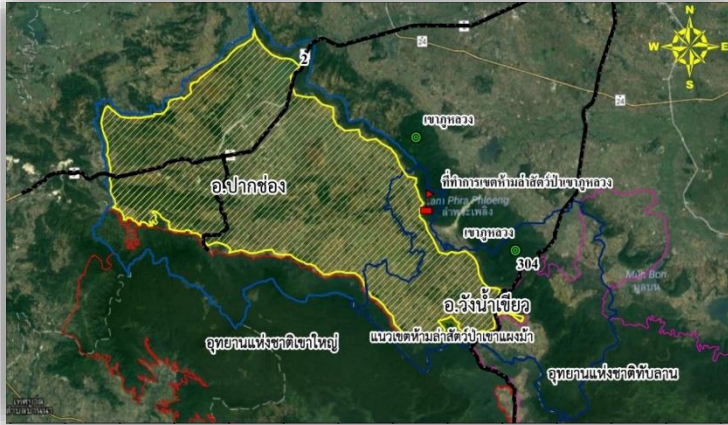 N
W E
S
2
24
24
เขาภูหลวง
ที่ทำการเขตห้ามล่าสัตว์ป่าเขาภูหลวง
อ.ปากช่อง
Lam Phra Phloeng
ลำพระเพลิง
เขาภูหลวง
304
Mun Bon
มูลบน
อ.วังน้ำเขียว
แนวเขตห้ามล่าสัตว์ป่าเขาแผงม้า
อุทยานแห่งชาติเขาใหญ่
อุทยานแห่งชาติทับลาน